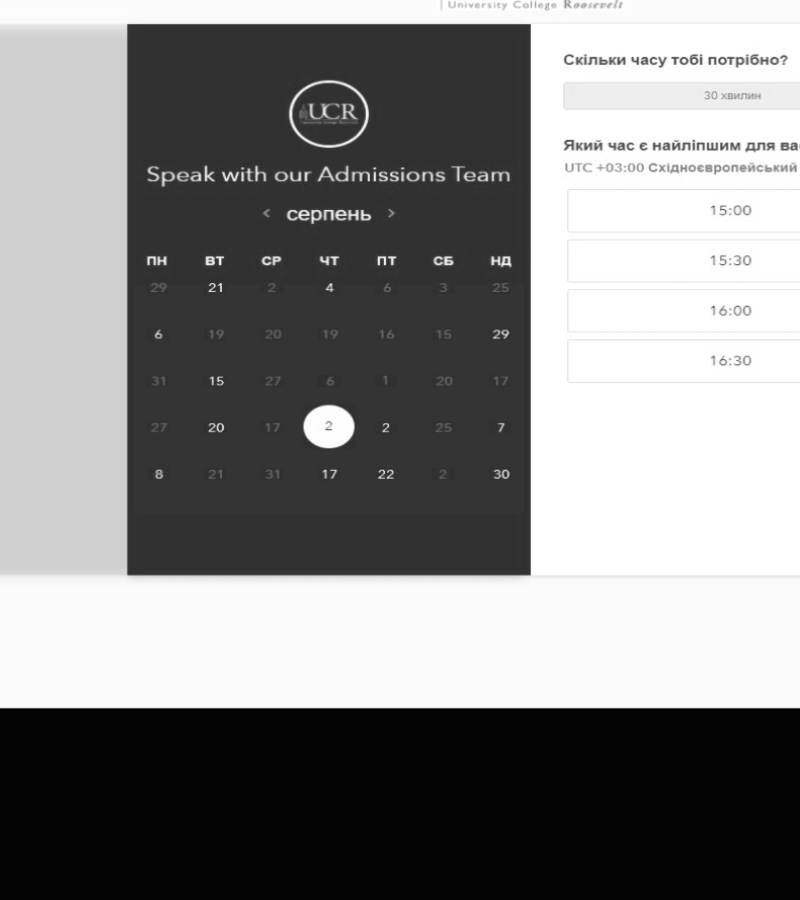 | University College Roosevelt
UCR
Speak with our Admissions Team
< серпень >
ПН ВТ СР ЧТ ПТ СБ НД
29 21 2 4 6 3 25
6 19 20 19 16 15 29
31 15 27 6 1 20 17
27 20 17 2 2 25 7
8 21 31 17 22 2 30
Скільки часу тобі потрібно?
30 хвилин
Який час є найліпшим для ва
UTC +03:00 Східноєвропейський
15:00
15:30
16:00
16:30